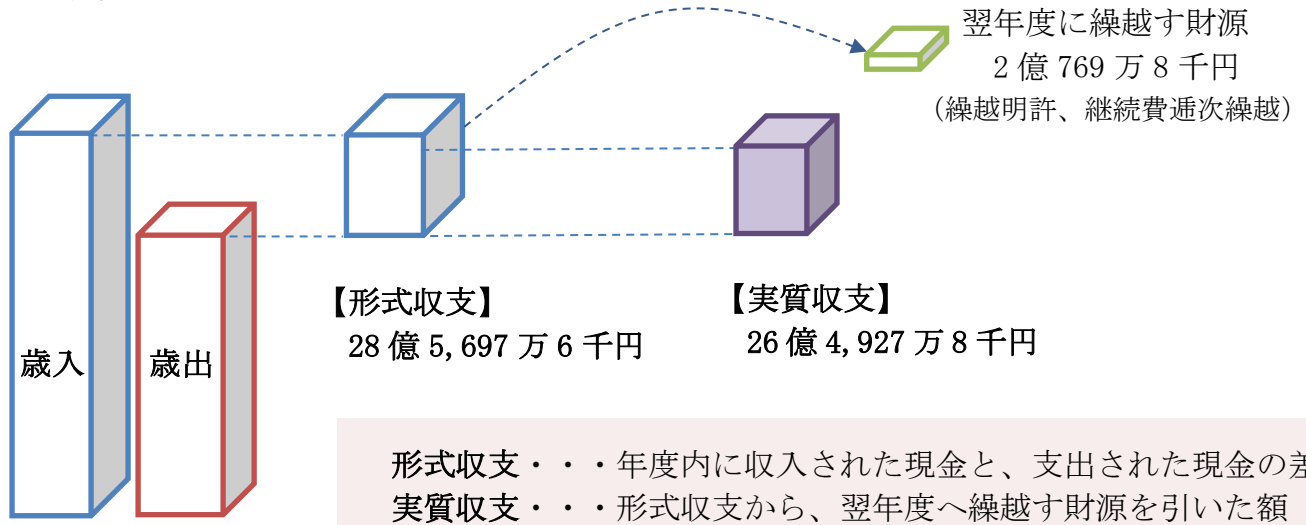 翌年度に繰越す財源
2億769万8千円
（繰越明許、継続費逓次繰越）
【形式収支】
28億5,697万6千円
【実質収支】
26億4,927万8千円
歳入
歳出
形式収支・・・年度内に収入された現金と、支出された現金の差
実質収支・・・形式収支から、翌年度へ繰越す財源を引いた額